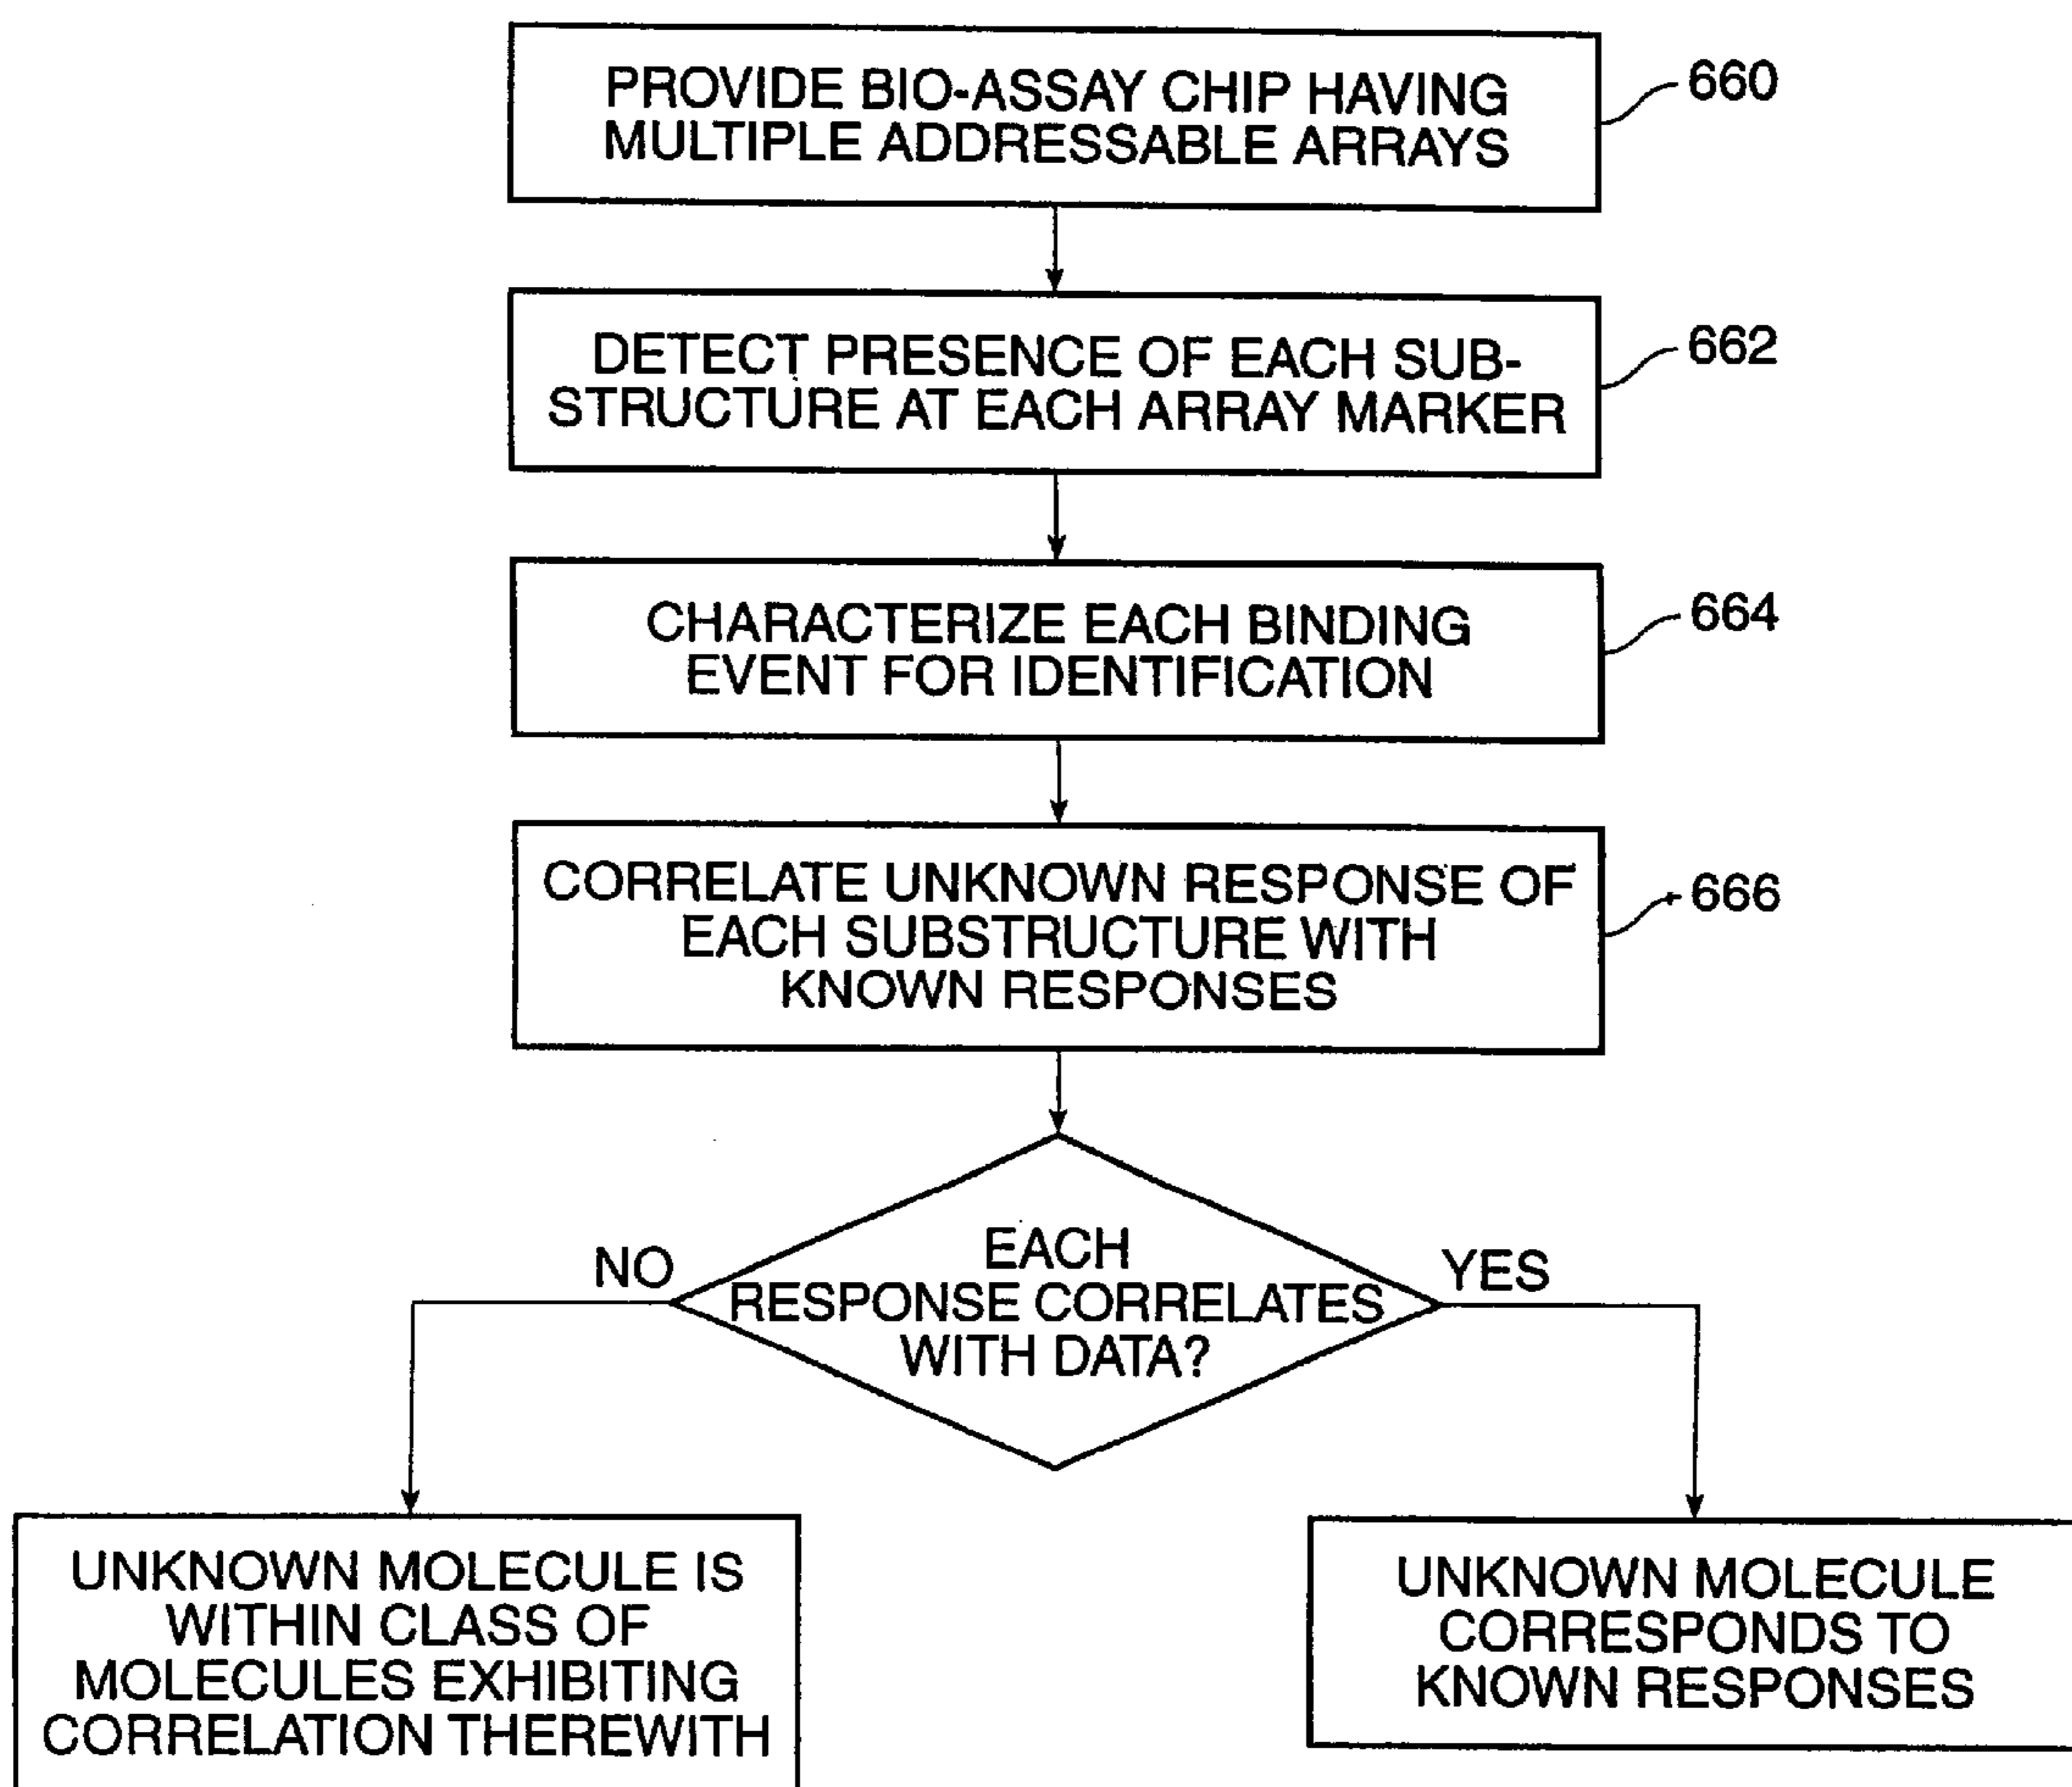 PROVIDE BIO-ASSAY CHIP HAVING
MULTIPLE ADDRESSABLE ARRAYS
660
DETECT PRESENCE OF EACH SUB-
STRUCTURE AT EACH ARRAY MARKER
662
CHARACTERIZE EACH BINDING
EVENT FOR IDENTIFICATION
664
CORRELATE UNKNOWN RESPONSE OF
EACH SUBSTRUCTURE WITH
KNOWN RESPONSES
666
EACH
RESPONSE CORRELATES
WITH DATA?
NO
YES
UNKNOWN MOLECULE IS
WITHIN CLASS OF
MOLECULES EXHIBITING
CORRELATION THEREWITH
UNKNOWN MOLECULE
CORRESPONDS TO
KNOWN RESPONSES